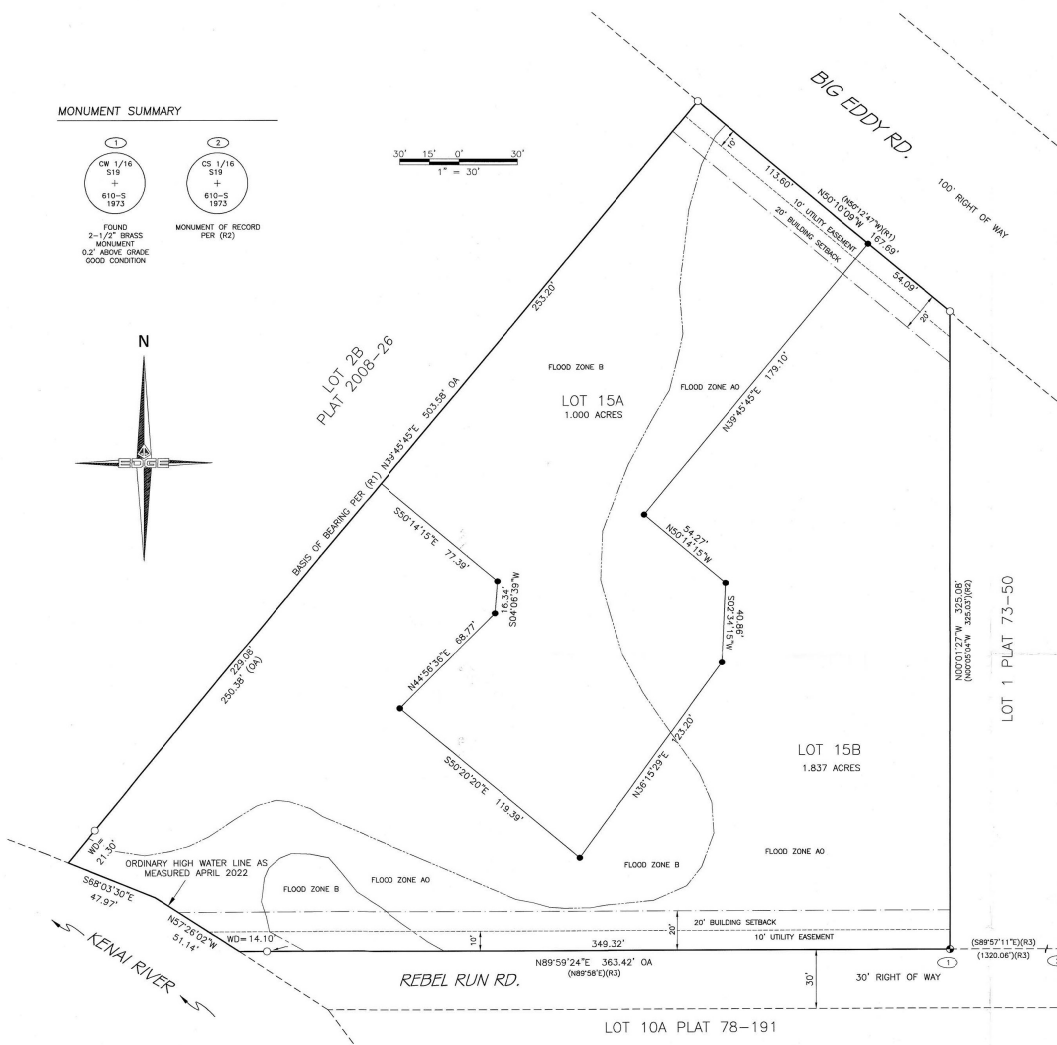 MONUMENT SUMMARY
1
CW 1/16
S19
610-S
1973
FOUND
2-1/2" BRASS
MONUMENT
0.2' ABOVE GRADE
GOOD CONDITION
2
CS 1/16
S19
610-S
1973
MONUMENT OF RECORD
PER (R2)
30' 15' 0' 30'
1" = 30'
N
EDGE
BIG EDDY RD.
100' RIGHT OF WAY
10'
113.60'
(N50°12'47"W)(R1)
N50°10'09"W 167.69'
10' UTILITY EASEMENT
20' BUILDING SETBACK
54.09'
20'
253.20'
LOT 2B
PLAT 2008-26
BASIS OF BEARING PER (R1) N39°45'45"E 503.58' OA
FLOOD ZONE B
LOT 15A
1.000 ACRES
FLOOD ZONE AO
N39°45'45"E 179.10'
S50°14'15"E 77.39'
16.34'
S04°06'39"W
N44°56'36"E 68.77'
54.27'
N50°14'15"W
40.86'
S02°34'15"W
N36°15'29"E 123.20'
S50°20'20"E 119.39'
229.08'
250.38' (OA)
N00°01'27"W 325.08'
(N00°05'04"W 325.03')(R2)
LOT 1 PLAT 73-50
LOT 15B
1.837 ACRES
WD=
21.30'
ORDINARY HIGH WATER LINE AS
MEASURED APRIL 2022
S68°03'30"E
47.97'
N57°26'02"W
51.14'
KENAI RIVER
FLOOD ZONE B
FLOOD ZONE AO
FLOOD ZONE B
FLOOD ZONE AO
20' BUILDING SETBACK
10' UTILITY EASEMENT
20'
10'
WD= 14.10'
349.32'
N89°59'24"E 363.42' OA
(N89°58'E)(R3)
REBEL RUN RD.
30'
30' RIGHT OF WAY
1
(S89°57'11"E)(R3)
(1320.06')(R3)
LOT 10A PLAT 78-191